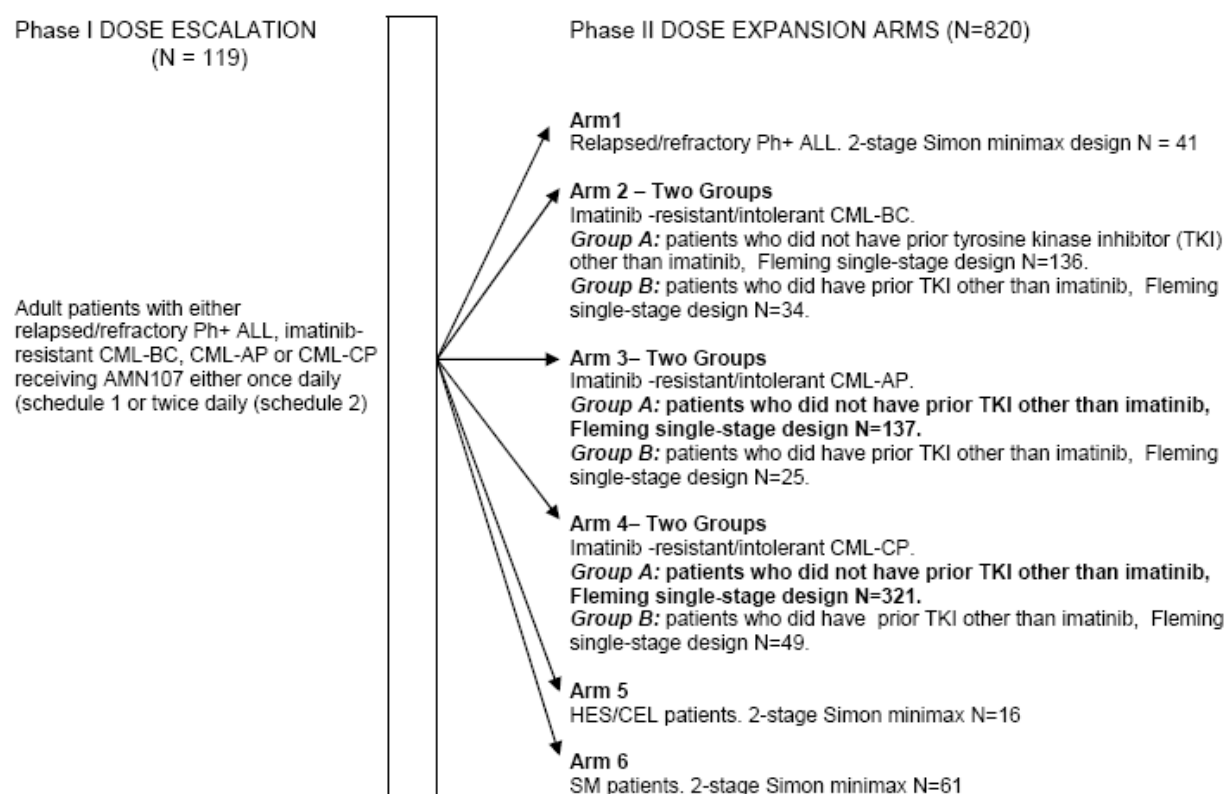 Phase I DOSE ESCALATION
(N = 119)
Adult patients with either
relapsed/refractory Ph+ ALL, imatinib-
resistant CML-BC, CML-AP or CML-CP
receiving AMN107 either once daily
(schedule 1 or twice daily (schedule 2)
Phase II DOSE EXPANSION ARMS (N=820)
Arm1
Relapsed/refractory Ph+ ALL. 2-stage Simon minimax design N = 41
Arm 2 – Two Groups
Imatinib -resistant/intolerant CML-BC.
Group A: patients who did not have prior tyrosine kinase inhibitor (TKI)
other than imatinib, Fleming single-stage design N=136.
Group B: patients who did have prior TKI other than imatinib, Fleming
single-stage design N=34.
Arm 3– Two Groups
Imatinib -resistant/intolerant CML-AP.
Group A: patients who did not have prior TKI other than imatinib,
Fleming single-stage design N=137.
Group B: patients who did have prior TKI other than imatinib, Fleming
single-stage design N=25.
Arm 4– Two Groups
Imatinib -resistant/intolerant CML-CP.
Group A: patients who did not have prior TKI other than imatinib,
Fleming single-stage design N=321.
Group B: patients who did have prior TKI other than imatinib, Fleming
single-stage design N=49.
Arm 5
HES/CEL patients. 2-stage Simon minimax N=16
Arm 6
SM patients. 2-stage Simon minimax N=61